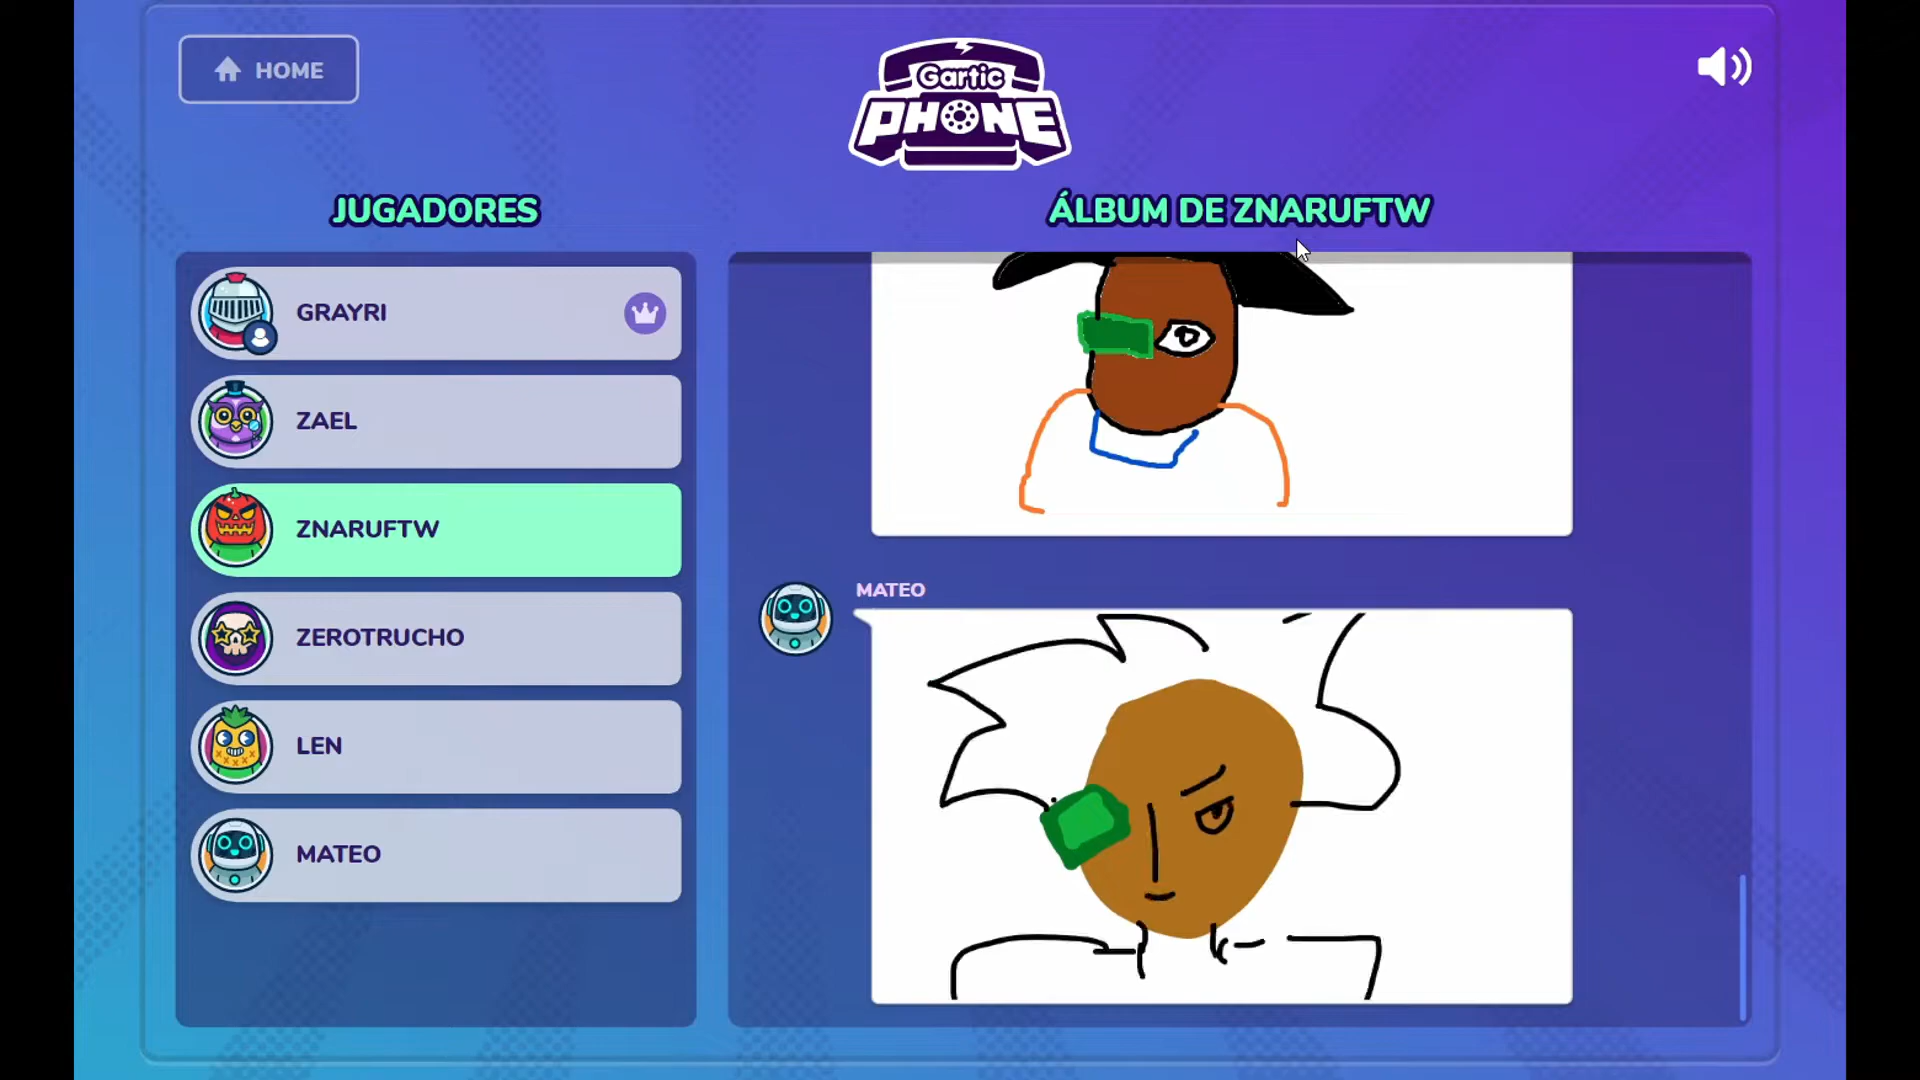 HOME
Gartic
PHONE
JUGADORES
ÁLBUM DE ZNARUFTW
GRAYRI
ZAEL
ZNARUFTW
ZEROTRUCHO
LEN
MATEO
MATEO